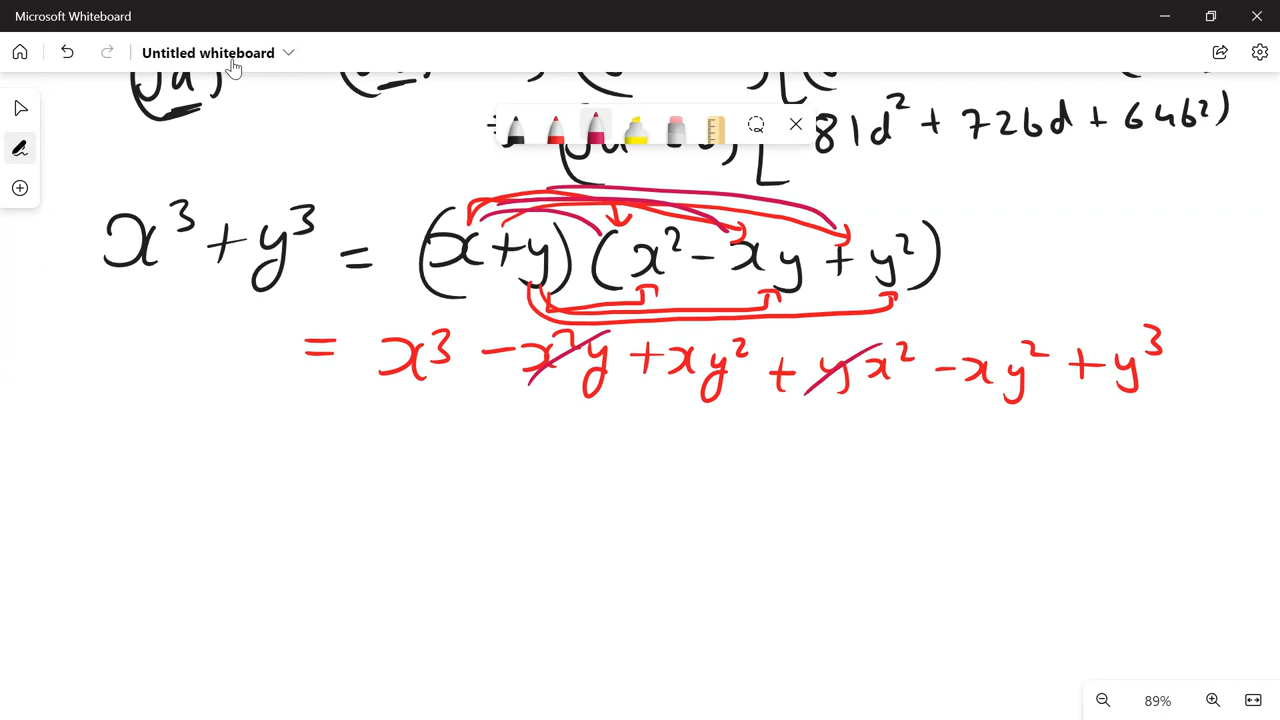 Microsoft Whiteboard
Untitled whiteboard
81d² + 72bd + 64b²)
x³ + y³ = (x + y)(x² - xy + y²)
= x³ - x²y + xy² + yx² - xy² + y³
89%